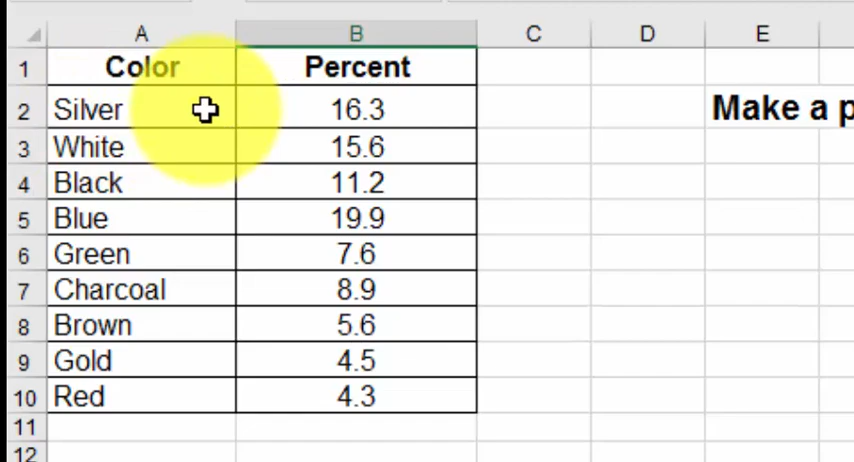 A B C D E
1 Color Percent
2 Silver 16.3 Make a
3 White 15.6
4 Black 11.2
5 Blue 19.9
6 Green 7.6
7 Charcoal 8.9
8 Brown 5.6
9 Gold 4.5
10 Red 4.3
11
12